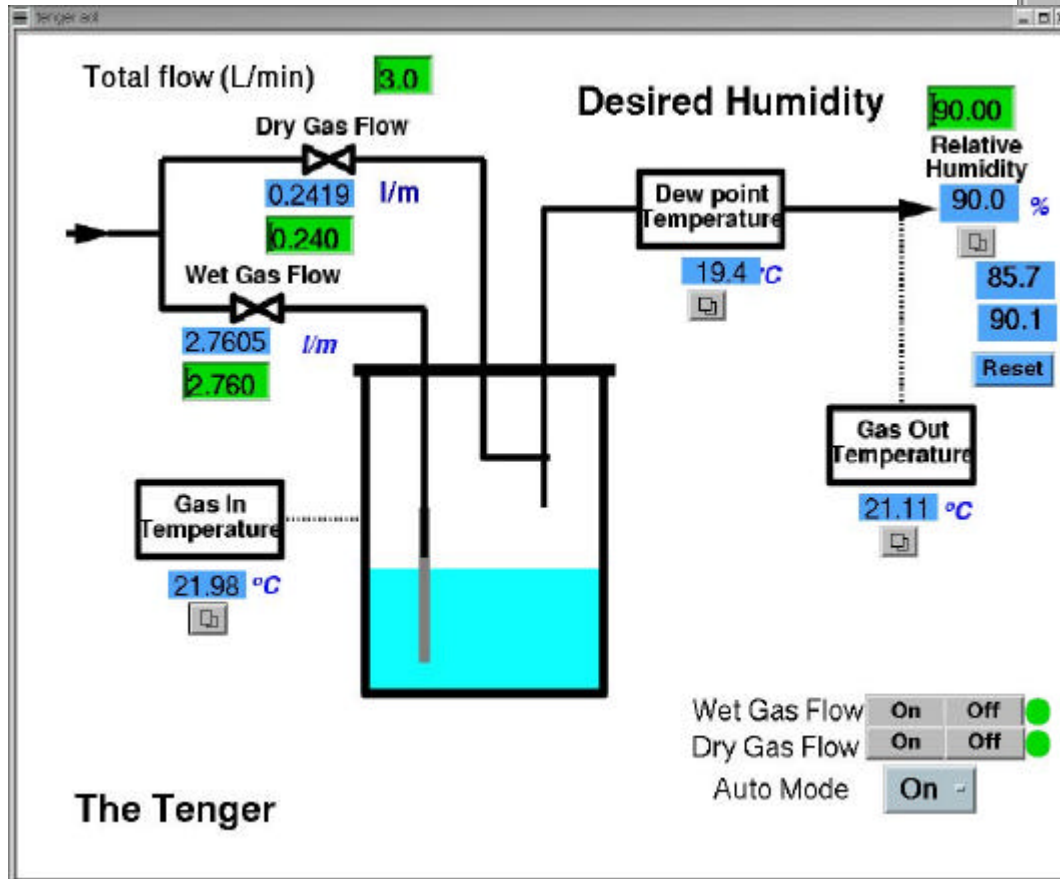 tenger.adl
Total flow (L/min) 3.0
Desired Humidity 90.00
Dry Gas Flow
0.2419 l/m
0.240
Relative
Humidity
90.0 %
85.7
90.1
Reset
Dew point
Temperature
19.4 °C
Wet Gas Flow
2.7605 l/m
2.760
Gas Out
Temperature
21.11 °C
Gas In
Temperature
21.98 °C
Wet Gas Flow On Off
Dry Gas Flow On Off
Auto Mode On
The Tenger